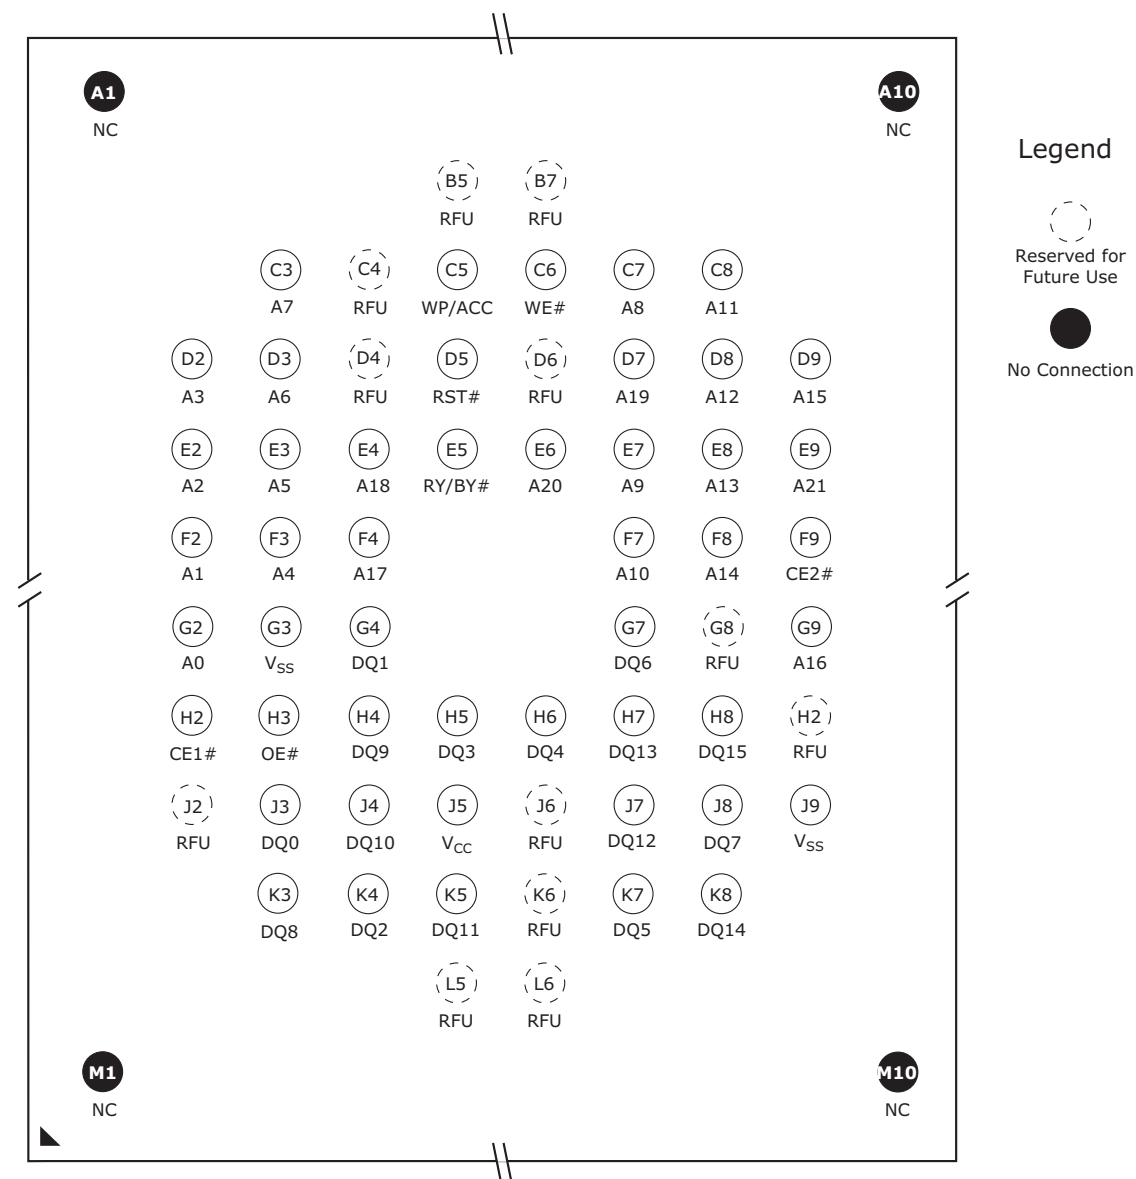 A1 A10
NC NC
Legend
B5 B7
RFU RFU
Reserved for
Future Use
C3 C4 C5 C6 C7 C8
A7 RFU WP/ACC WE# A8 A11
No Connection
D2 D3 D4 D5 D6 D7 D8 D9
A3 A6 RFU RST# RFU A19 A12 A15
E2 E3 E4 E5 E6 E7 E8 E9
A2 A5 A18 RY/BY# A20 A9 A13 A21
F2 F3 F4 F7 F8 F9
A1 A4 A17 A10 A14 CE2#
G2 G3 G4 G7 G8 G9
A0 VSS DQ1 DQ6 RFU A16
H2 H3 H4 H5 H6 H7 H8 H2
CE1# OE# DQ9 DQ3 DQ4 DQ13 DQ15 RFU
J2 J3 J4 J5 J6 J7 J8 J9
RFU DQ0 DQ10 VCC RFU DQ12 DQ7 VSS
K3 K4 K5 K6 K7 K8
DQ8 DQ2 DQ11 RFU DQ5 DQ14
L5 L6
RFU RFU
M1 M10
NC NC